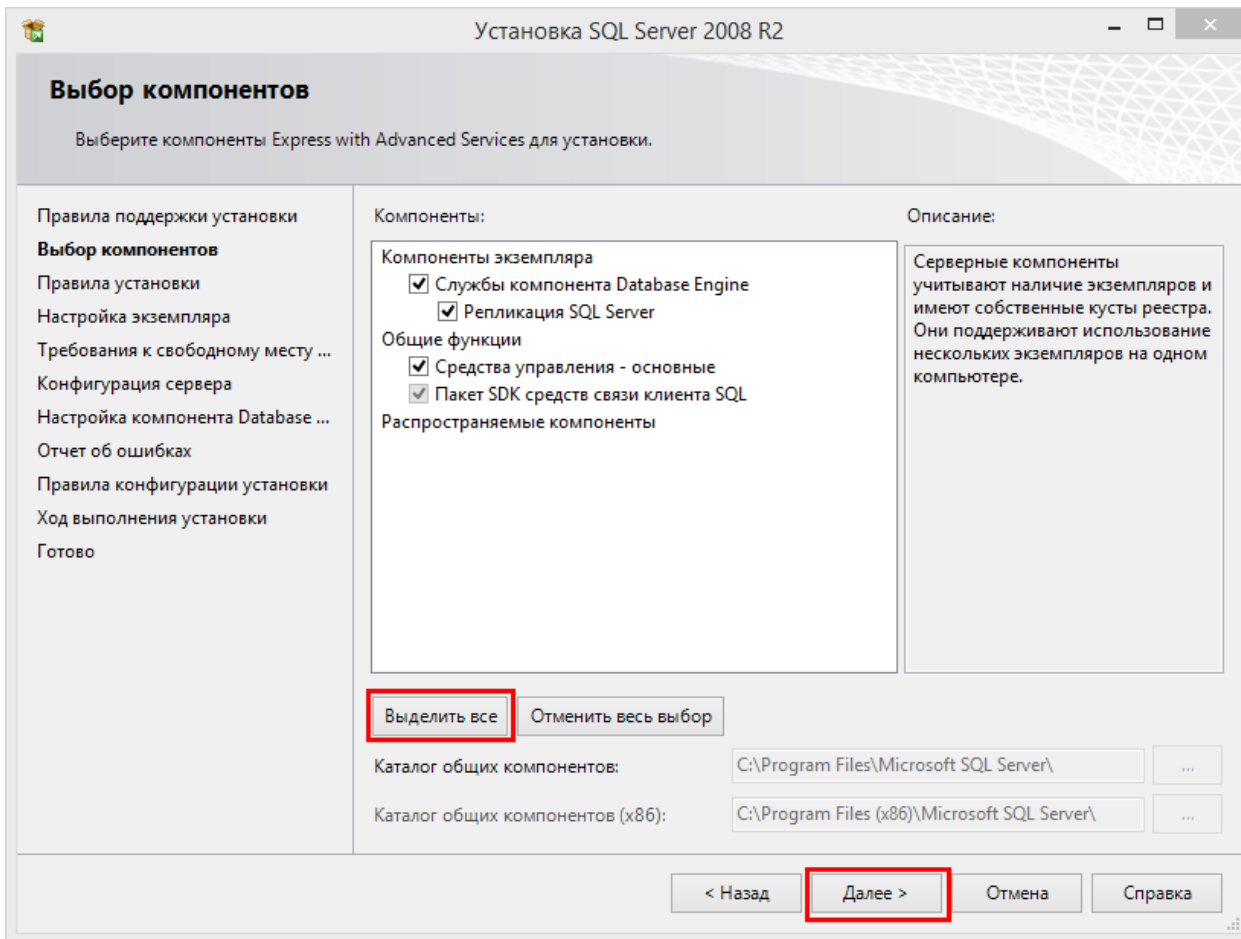 Установка SQL Server 2008 R2
Выбор компонентов
Выберите компоненты Express with Advanced Services для установки.
Правила поддержки установки
Выбор компонентов
Правила установки
Настройка экземпляра
Требования к свободному месту ...
Конфигурация сервера
Настройка компонента Database ...
Отчет об ошибках
Правила конфигурации установки
Ход выполнения установки
Готово
Компоненты:
Компоненты экземпляра
Службы компонента Database Engine
Репликация SQL Server
Общие функции
Средства управления - основные
Пакет SDK средств связи клиента SQL
Распространяемые компоненты
Описание:
Серверные компоненты
учитывают наличие экземпляров и
имеют собственные кусты реестра.
Они поддерживают использование
нескольких экземпляров на одном
компьютере.
Выделить все
Отменить весь выбор
Каталог общих компонентов:
C:\Program Files\Microsoft SQL Server\
...
Каталог общих компонентов (x86):
C:\Program Files (x86)\Microsoft SQL Server\
...
< Назад
Далее >
Отмена
Справка